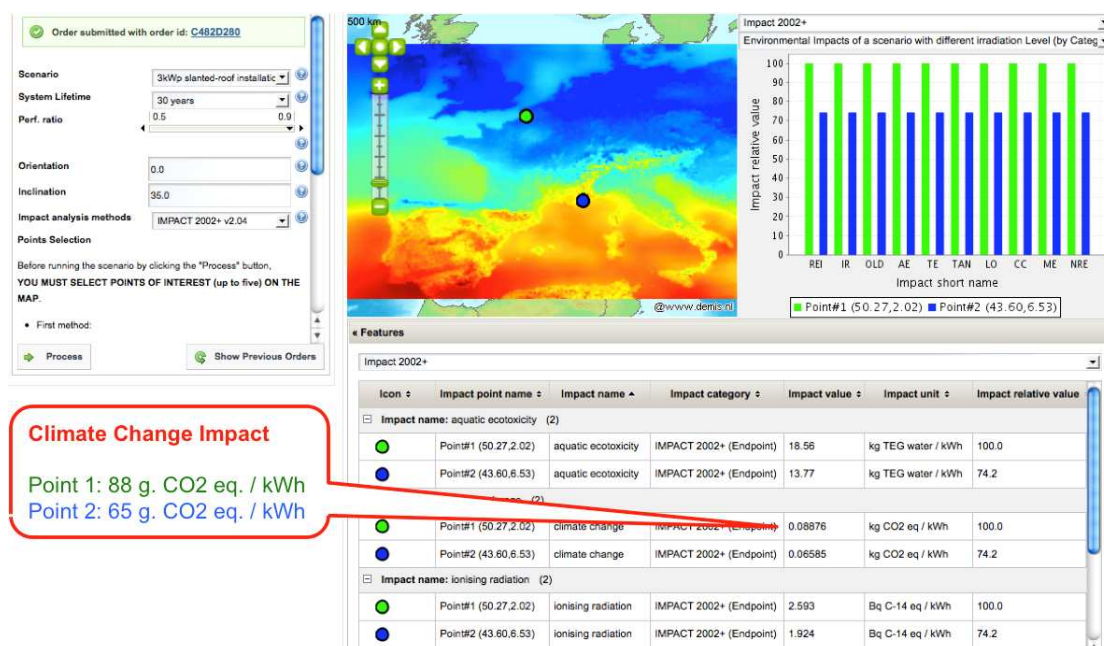 Order submitted with order id: C482D280
Scenario
3kWp slanted-roof installatic
System Lifetime
30 years
Perf. ratio
0.5 0.9
Orientation
0.0
Inclination
35.0
Impact analysis methods
IMPACT 2002+ v2.04
Points Selection
Before running the scenario by clicking the "Process" button,
YOU MUST SELECT POINTS OF INTEREST (up to five) ON THE
MAP.
• First method:
Process
Show Previous Orders
500 km
@www.demis.nl
Impact 2002+
Environmental Impacts of a scenario with different irradiation Level (by Categ
Impact relative value
100
90
80
70
60
50
40
30
20
10
0
REI IR OLD AE TE TAN LO CC ME NRE
Impact short name
Point#1 (50.27,2.02) Point#2 (43.60,6.53)
« Features
Impact 2002+
Icon Impact point name Impact name Impact category Impact value Impact unit Impact relative value
Impact name: aquatic ecotoxicity (2)
Point#1 (50.27,2.02) aquatic ecotoxicity IMPACT 2002+ (Endpoint) 18.56 kg TEG water / kWh 100.0
Point#2 (43.60,6.53) aquatic ecotoxicity IMPACT 2002+ (Endpoint) 13.77 kg TEG water / kWh 74.2
(2)
Point#1 (50.27,2.02) climate change IMPACT 2002+ (Endpoint) 0.08876 kg CO2 eq / kWh 100.0
Point#2 (43.60,6.53) climate change IMPACT 2002+ (Endpoint) 0.06585 kg CO2 eq / kWh 74.2
Impact name: ionising radiation (2)
Point#1 (50.27,2.02) ionising radiation IMPACT 2002+ (Endpoint) 2.593 Bq C-14 eq / kWh 100.0
Point#2 (43.60,6.53) ionising radiation IMPACT 2002+ (Endpoint) 1.924 Bq C-14 eq / kWh 74.2
Climate Change Impact
Point 1: 88 g. CO2 eq. / kWh
Point 2: 65 g. CO2 eq. / kWh